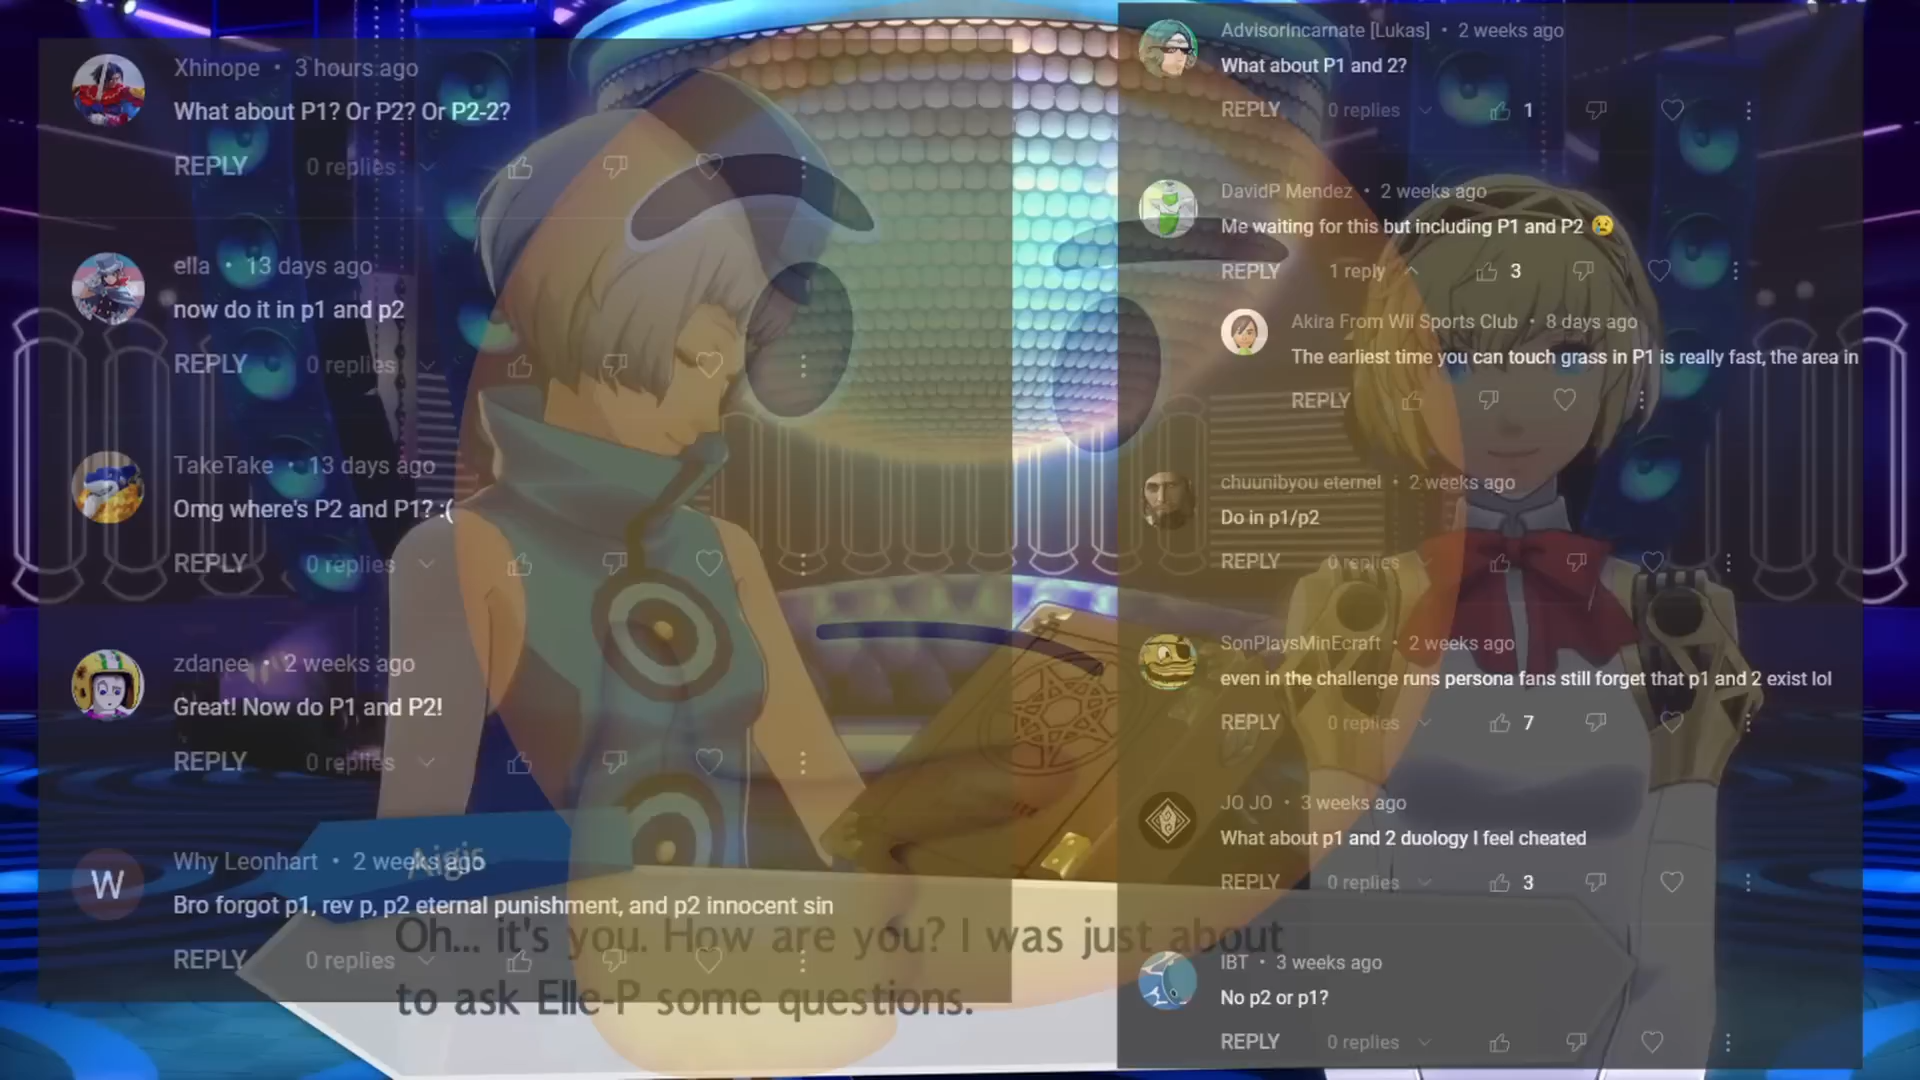 Xhinope • 3 hours ago
What about P1? Or P2? Or P2-2?
REPLY 0 replies
ella • 13 days ago
now do it in p1 and p2
REPLY 0 replies
TakeTake • 13 days ago
Omg where's P2 and P1? :(
REPLY 0 replies
zdanee • 2 weeks ago
Great! Now do P1 and P2!
REPLY 0 replies
W
Why Leonhart • 2 weeks ago
Bro forgot p1, rev p, p2 eternal punishment, and p2 innocent sin
REPLY 0 replies
Aigis
Oh... it's you. How are you? I was just about
to ask Elle-P some questions.
AdvisorIncarnate [Lukas] • 2 weeks ago
What about P1 and 2?
REPLY 0 replies 1
DavidP Mendez • 2 weeks ago
Me waiting for this but including P1 and P2 😢
REPLY 1 reply 3
Akira From Wii Sports Club • 8 days ago
The earliest time you can touch grass in P1 is really fast, the area in
REPLY
chuunibyou eternel • 2 weeks ago
Do in p1/p2
REPLY 0 replies
SonPlaysMinEcraft • 2 weeks ago
even in the challenge runs persona fans still forget that p1 and 2 exist lol
REPLY 0 replies 7
JO JO • 3 weeks ago
What about p1 and 2 duology I feel cheated
REPLY 0 replies 3
IBT • 3 weeks ago
No p2 or p1?
REPLY 0 replies